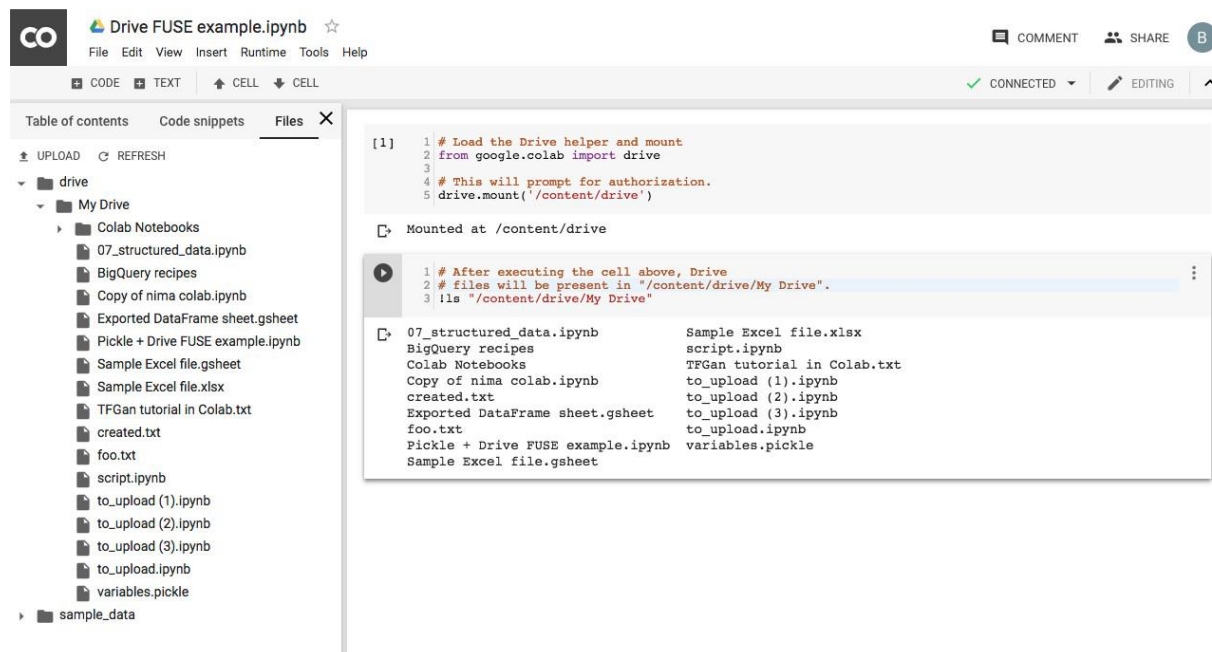 CO
Drive FUSE example.ipynb
File Edit View Insert Runtime Tools Help
COMMENT SHARE B
CODE TEXT CELL CELL
CONNECTED EDITING
Table of contents Code snippets Files
UPLOAD REFRESH
drive
My Drive
Colab Notebooks
07_structured_data.ipynb
BigQuery recipes
Copy of nima colab.ipynb
Exported DataFrame sheet.gsheet
Pickle + Drive FUSE example.ipynb
Sample Excel file.gsheet
Sample Excel file.xlsx
TFGan tutorial in Colab.txt
created.txt
foo.txt
script.ipynb
to_upload (1).ipynb
to_upload (2).ipynb
to_upload (3).ipynb
to_upload.ipynb
variables.pickle
sample_data
[1] 1 # Load the Drive helper and mount
2 from google.colab import drive
3
4 # This will prompt for authorization.
5 drive.mount('/content/drive')
Mounted at /content/drive
1 # After executing the cell above, Drive
2 # files will be present in "/content/drive/My Drive".
3 !ls "/content/drive/My Drive"
07_structured_data.ipynb Sample Excel file.xlsx
BigQuery recipes script.ipynb
Colab Notebooks TFGan tutorial in Colab.txt
Copy of nima colab.ipynb to_upload (1).ipynb
created.txt to_upload (2).ipynb
Exported DataFrame sheet.gsheet to_upload (3).ipynb
foo.txt to_upload.ipynb
Pickle + Drive FUSE example.ipynb variables.pickle
Sample Excel file.gsheet